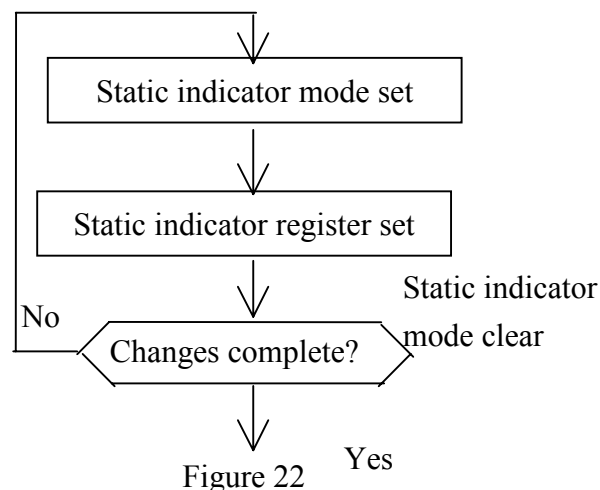 Static indicator mode set
Static indicator register set
Static indicator
mode clear
No
Changes complete?
Yes
Figure 22